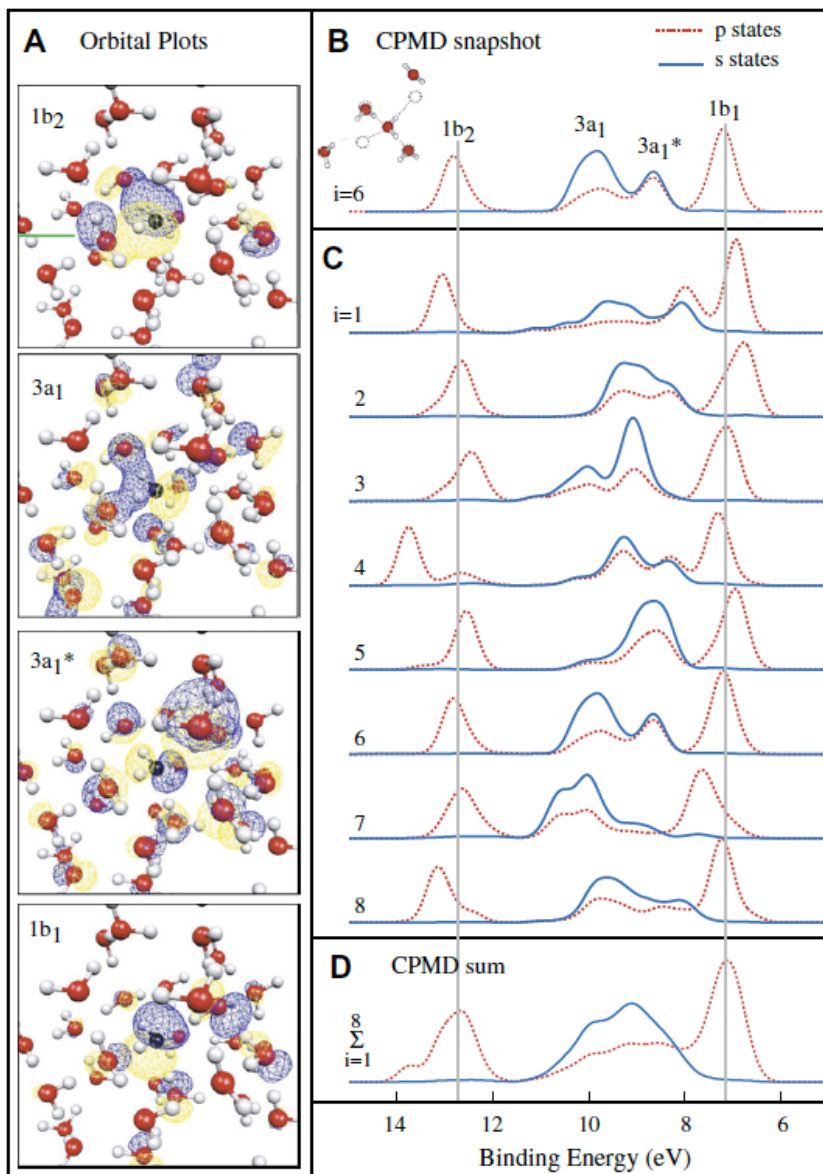 A Orbital Plots
1b2
3a1
3a1*
1b1
B CPMD snapshot
p states
s states
1b2
3a1
3a1*
1b1
i=6
C
i=1
2
3
4
5
6
7
8
D CPMD sum
8
Σ
i=1
14 12 10 8 6
Binding Energy (eV)